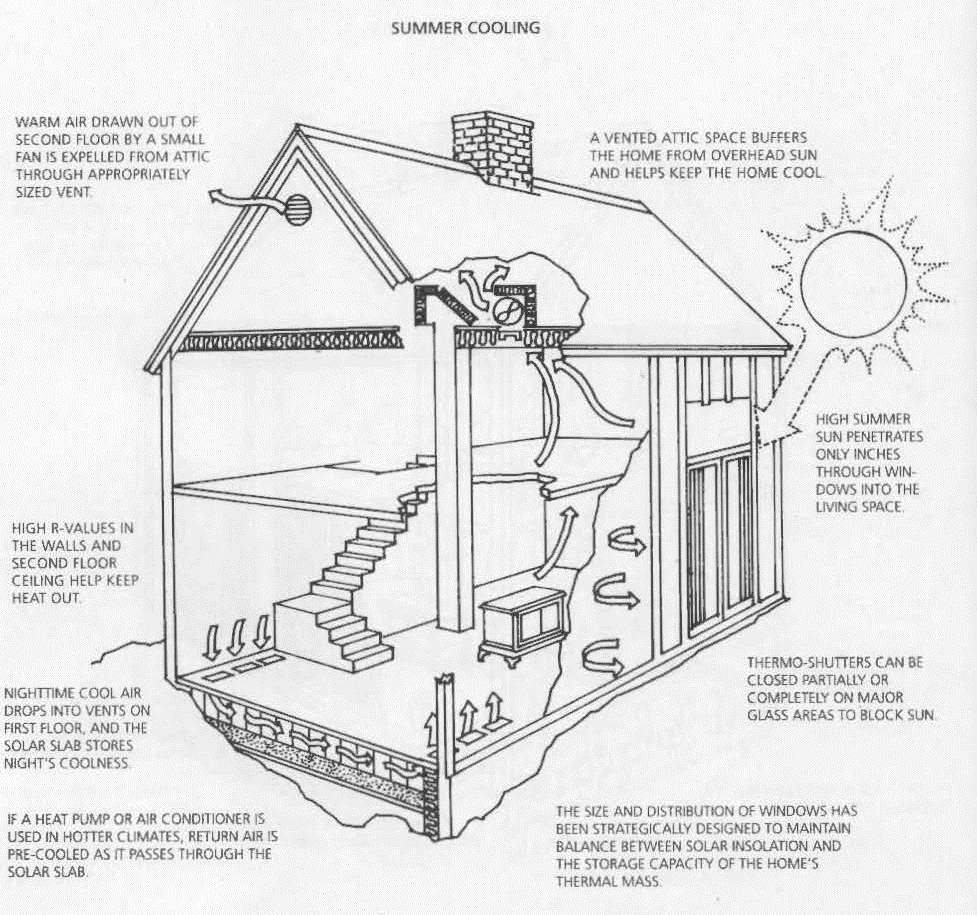 SUMMER COOLING
WARM AIR DRAWN OUT OF
SECOND FLOOR BY A SMALL
FAN IS EXPELLED FROM ATTIC
THROUGH APPROPRIATELY
SIZED VENT.
A VENTED ATTIC SPACE BUFFERS
THE HOME FROM OVERHEAD SUN
AND HELPS KEEP THE HOME COOL.
HIGH SUMMER
SUN PENETRATES
ONLY INCHES
THROUGH WIN-
DOWS INTO THE
LIVING SPACE.
HIGH R-VALUES IN
THE WALLS AND
SECOND FLOOR
CEILING HELP KEEP
HEAT OUT.
THERMO-SHUTTERS CAN BE
CLOSED PARTIALLY OR
COMPLETELY ON MAJOR
GLASS AREAS TO BLOCK SUN.
NIGHTTIME COOL AIR
DROPS INTO VENTS ON
FIRST FLOOR, AND THE
SOLAR SLAB STORES
NIGHT'S COOLNESS.
IF A HEAT PUMP OR AIR CONDITIONER IS
USED IN HOTTER CLIMATES, RETURN AIR IS
PRE-COOLED AS IT PASSES THROUGH THE
SOLAR SLAB.
THE SIZE AND DISTRIBUTION OF WINDOWS HAS
BEEN STRATEGICALLY DESIGNED TO MAINTAIN
BALANCE BETWEEN SOLAR INSOLATION AND
THE STORAGE CAPACITY OF THE HOME'S
THERMAL MASS.